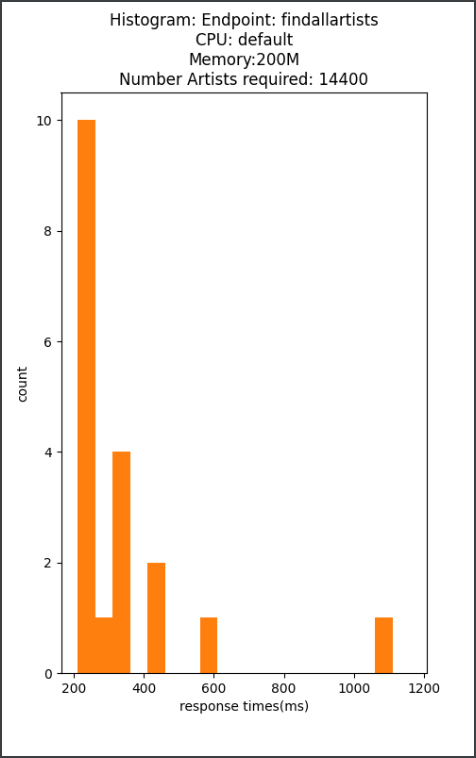 Histogram: Endpoint: findallartists
CPU: default
Memory:200M
Number Artists required: 14400
10
8
6
4
2
0
count
200 400 600 800 1000 1200
response times(ms)